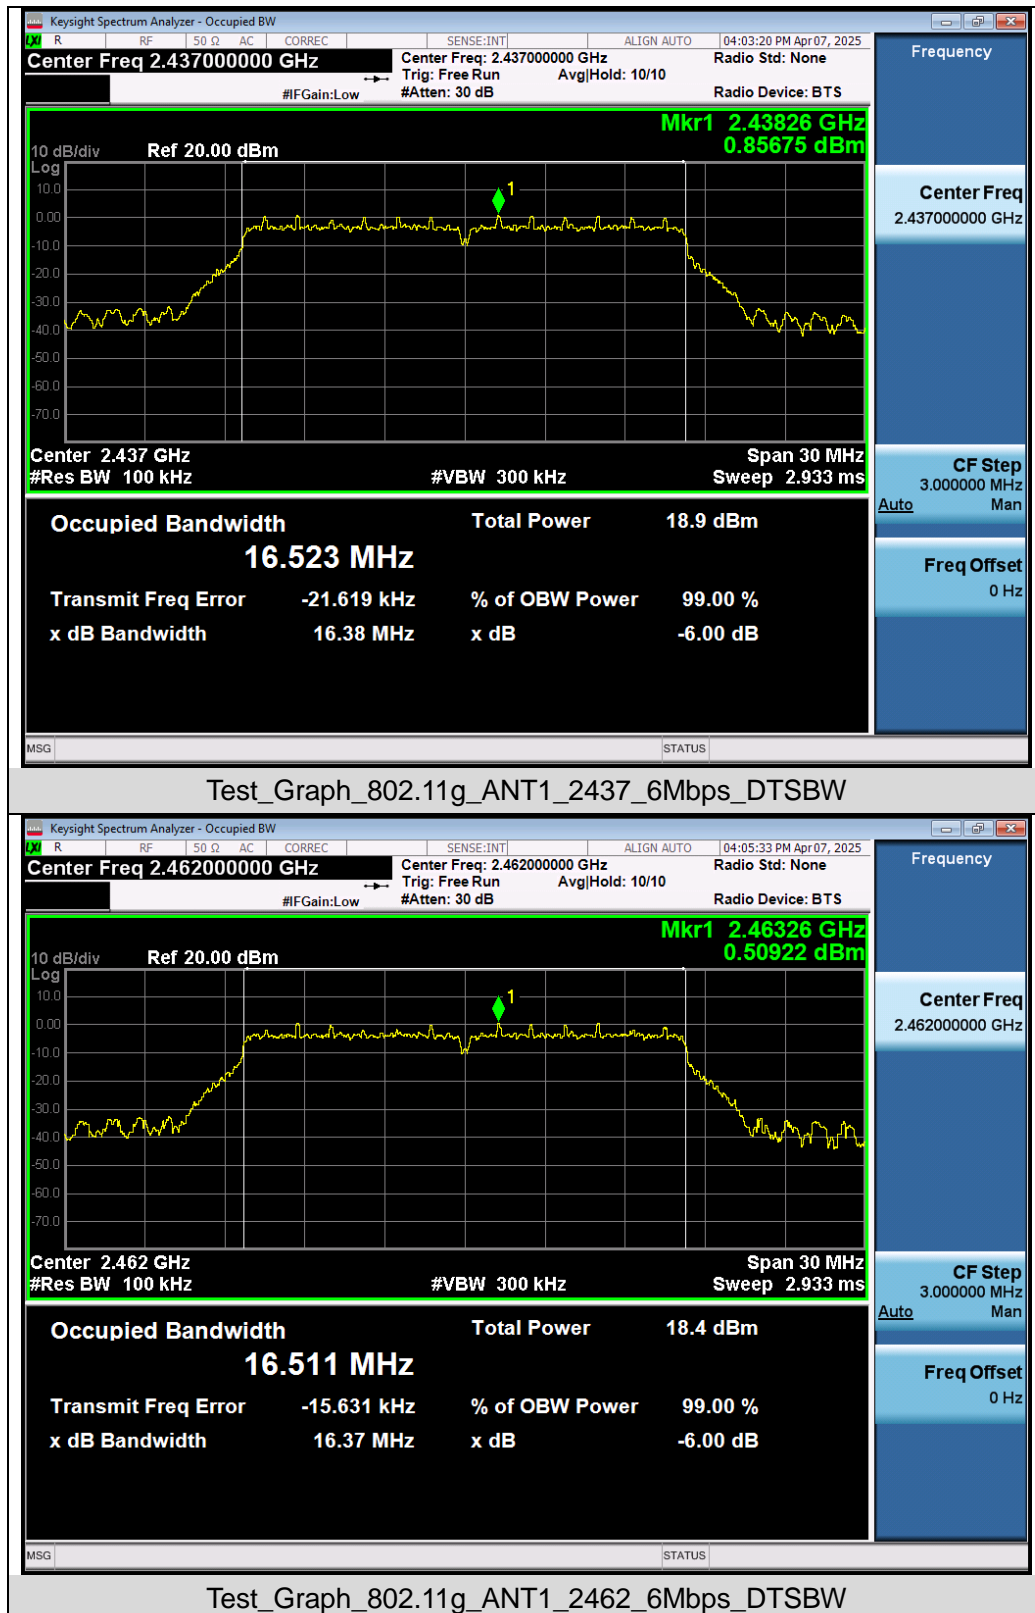 Keysight Spectrum Analyzer - Occupied BW
LXI R RF 50 Ω AC CORREC SENSE:INT ALIGN AUTO 04:03:20 PM Apr 07, 2025
Center Freq 2.437000000 GHz
Center Freq: 2.437000000 GHz
Radio Std: None
Trig: Free Run Avg|Hold: 10/10
#IFGain:Low
#Atten: 30 dB
Radio Device: BTS
Frequency
Mkr1 2.43826 GHz
0.85675 dBm
10 dB/div Ref 20.00 dBm
Log
10.0
0.00
-10.0
-20.0
-30.0
-40.0
-50.0
-60.0
-70.0
1
Center 2.437 GHz
Span 30 MHz
#Res BW 100 kHz
#VBW 300 kHz
Sweep 2.933 ms
Center Freq
2.437000000 GHz
CF Step
3.000000 MHz
Auto Man
Freq Offset
0 Hz
Occupied Bandwidth
Total Power 18.9 dBm
16.523 MHz
Transmit Freq Error -21.619 kHz % of OBW Power 99.00 %
x dB Bandwidth 16.38 MHz x dB -6.00 dB
MSG STATUS
Test_Graph_802.11g_ANT1_2437_6Mbps_DTSBW
Keysight Spectrum Analyzer - Occupied BW
LXI R RF 50 Ω AC CORREC SENSE:INT ALIGN AUTO 04:05:33 PM Apr 07, 2025
Center Freq 2.462000000 GHz
Center Freq: 2.462000000 GHz
Radio Std: None
Trig: Free Run Avg|Hold: 10/10
#IFGain:Low
#Atten: 30 dB
Radio Device: BTS
Frequency
Mkr1 2.46326 GHz
0.50922 dBm
10 dB/div Ref 20.00 dBm
Log
10.0
0.00
-10.0
-20.0
-30.0
-40.0
-50.0
-60.0
-70.0
1
Center 2.462 GHz
Span 30 MHz
#Res BW 100 kHz
#VBW 300 kHz
Sweep 2.933 ms
Center Freq
2.462000000 GHz
CF Step
3.000000 MHz
Auto Man
Freq Offset
0 Hz
Occupied Bandwidth
Total Power 18.4 dBm
16.511 MHz
Transmit Freq Error -15.631 kHz % of OBW Power 99.00 %
x dB Bandwidth 16.37 MHz x dB -6.00 dB
MSG STATUS
Test_Graph_802.11g_ANT1_2462_6Mbps_DTSBW